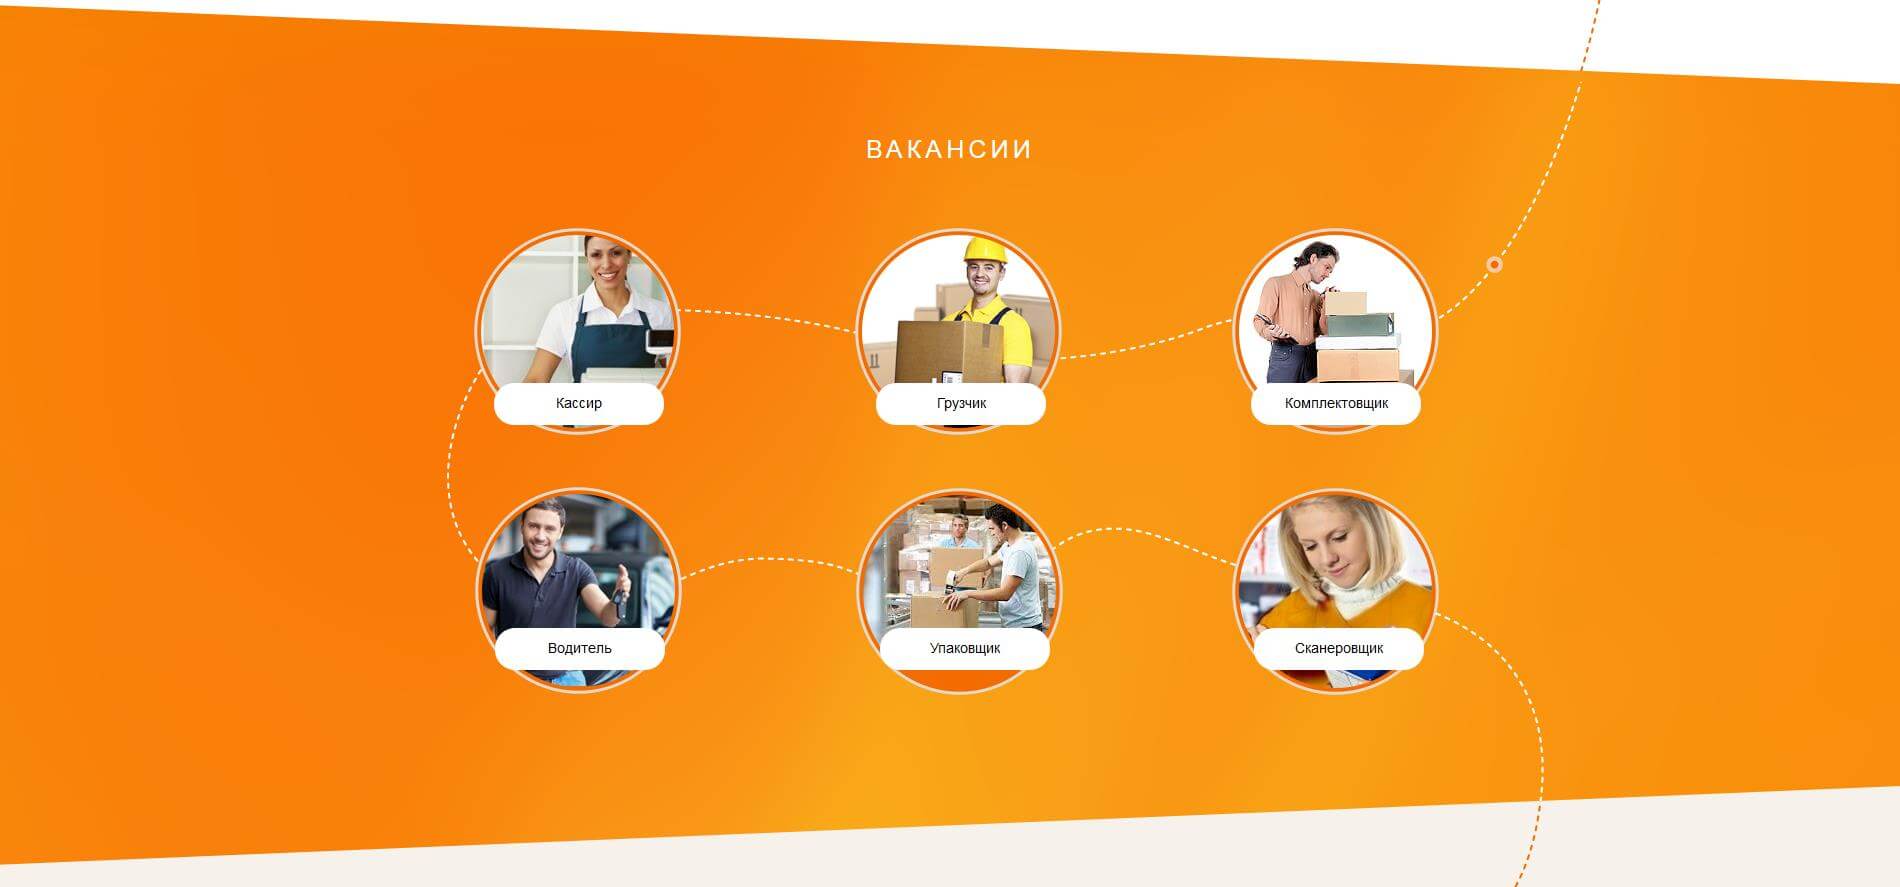 ВАКАНСИИ
Кассир
Грузчик
Комплектовщик
Водитель
Упаковщик
Сканеровщик